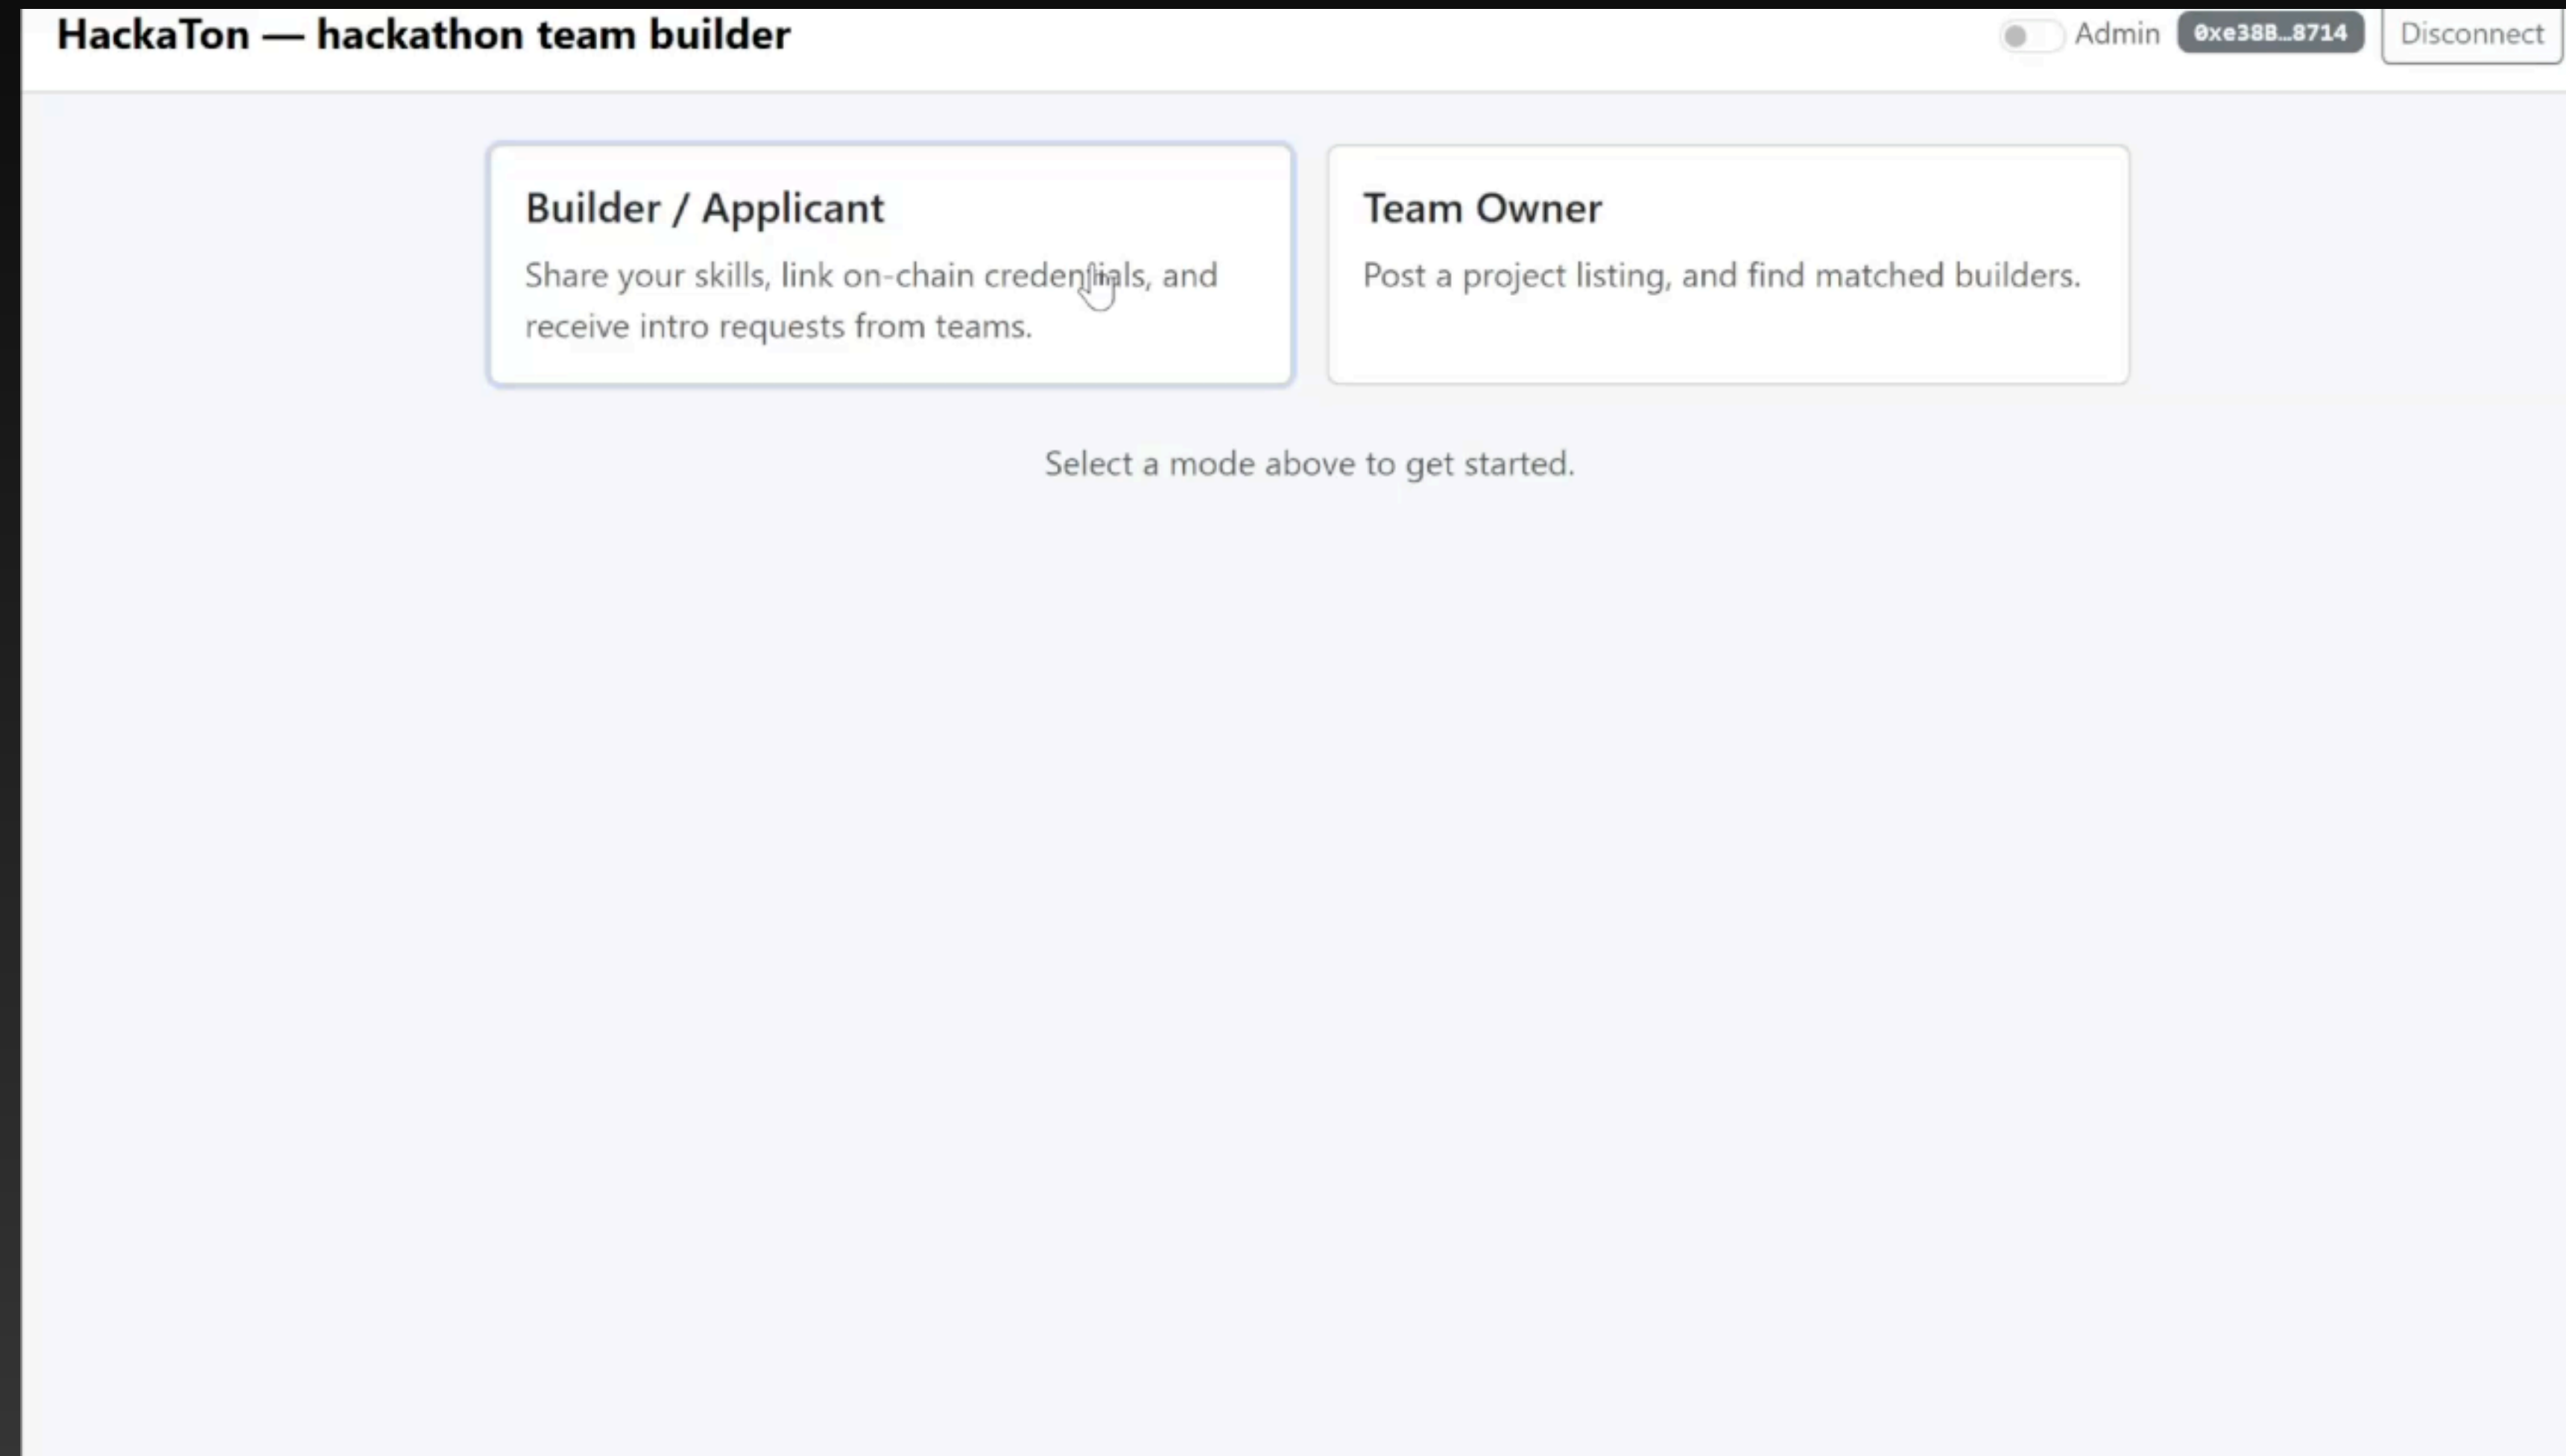 HackaTon — hackathon team builder
Admin
0xe38B…8714
Disconnect
Builder / Applicant
Share your skills, link on-chain credentials, and
receive intro requests from teams.
Team Owner
Post a project listing, and find matched builders.
Select a mode above to get started.